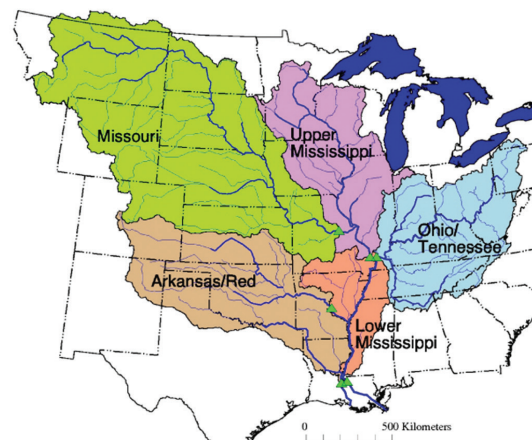 Missouri
Upper
Mississippi
Ohio/
Tennessee
Arkansas/Red
Lower
Mississippi
0 500 Kilometers